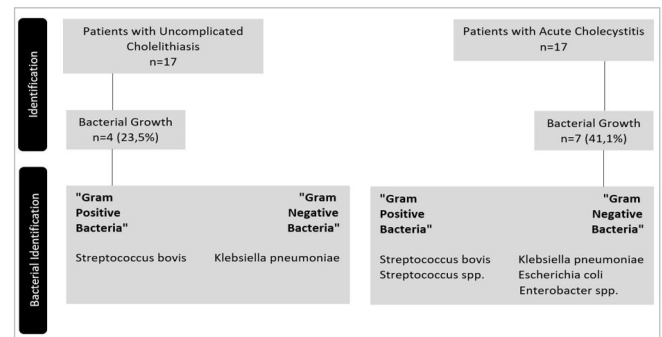 Identification
Patients with Uncomplicated
Cholelithiasis
n=17
Patients with Acute Cholecystitis
n=17
Bacterial Growth
n=4 (23,5%)
Bacterial Growth
n=7 (41,1%)
Bacterial Identification
"Gram
Positive
Bacteria"
Streptococcus bovis
"Gram
Negative
Bacteria"
Klebsiella pneumoniae
"Gram
Positive
Bacteria"
Streptococcus bovis
Streptococcus spp.
"Gram
Negative
Bacteria"
Klebsiella pneumoniae
Escherichia coli
Enterobacter spp.